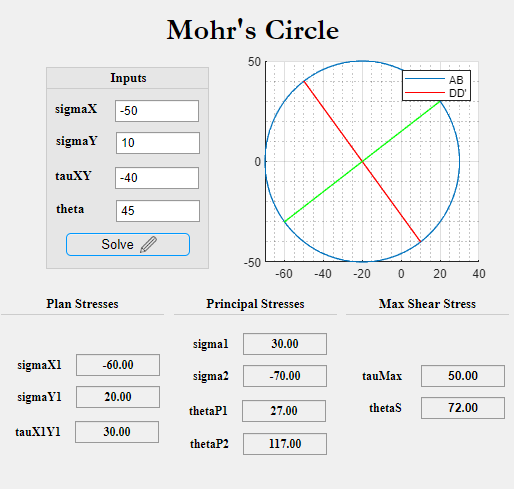 Mohr's Circle
Inputs
sigmaX -50
sigmaY 10
tauXY -40
theta 45
Solve
50
0
-50
-60 -40 -20 0 20 40
AB
DD'
Plan Stresses
sigmaX1 -60.00
sigmaY1 20.00
tauX1Y1 30.00
Principal Stresses
sigma1 30.00
sigma2 -70.00
thetaP1 27.00
thetaP2 117.00
Max Shear Stress
tauMax 50.00
thetaS 72.00